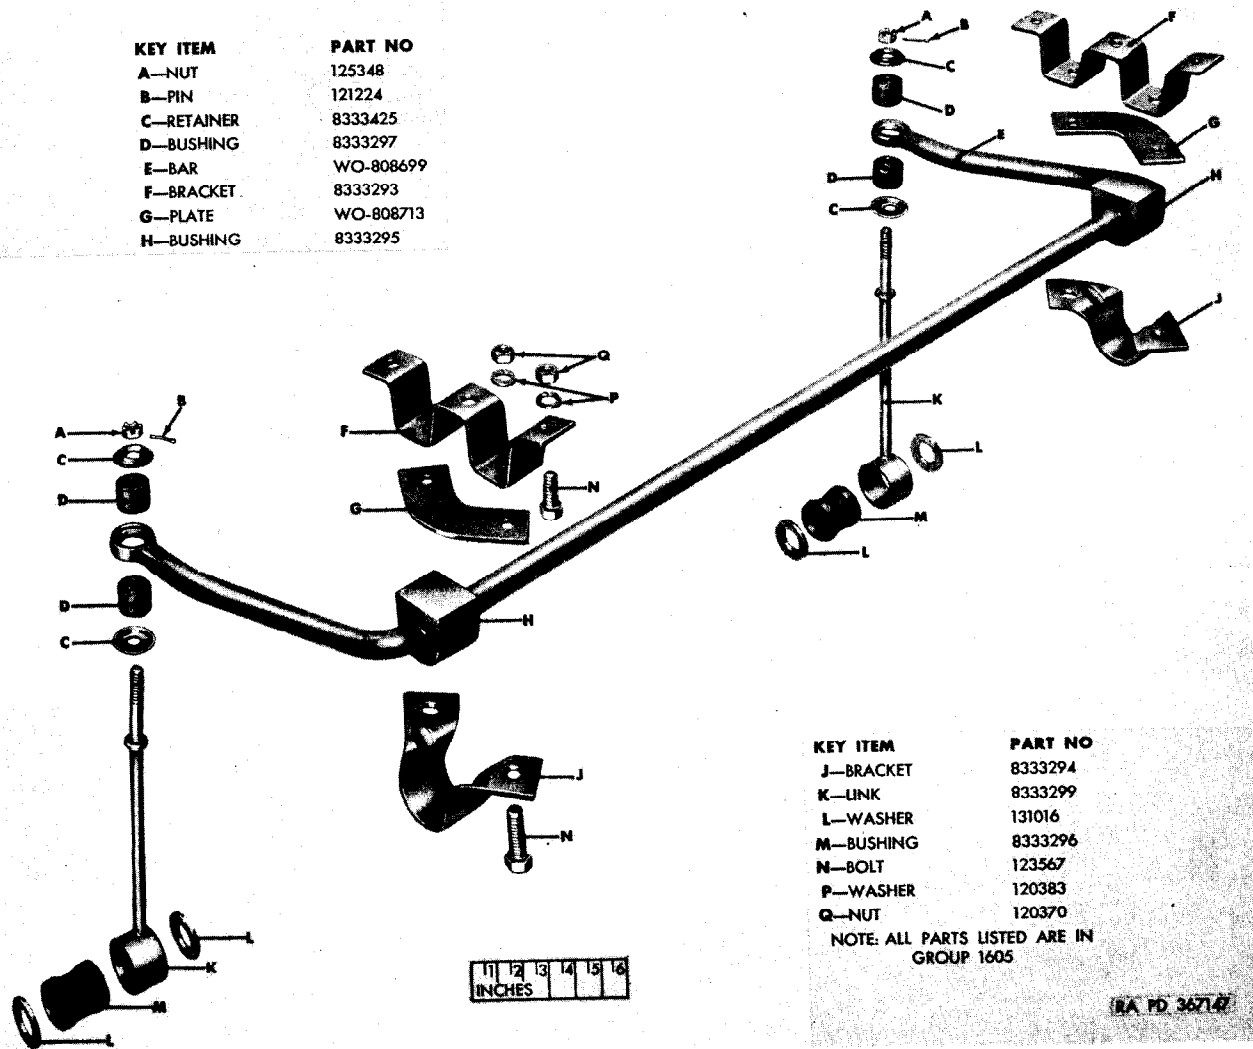 KEY ITEM PART NO
A—NUT 125348
B—PIN 121224
C—RETAINER 8333425
D—BUSHING 8333297
E—BAR WO-808699
F—BRACKET 8333293
G—PLATE WO-808713
H—BUSHING 8333295
A
B
C
D
E
D
C
F
G
H
J
K
L
M
L
Q
P
F
G
N
H
J
N
A
B
C
D
D
C
L
K
M
L
1 2 3 4 5 6
INCHES
KEY ITEM PART NO
J—BRACKET 8333294
K—LINK 8333299
L—WASHER 131016
M—BUSHING 8333296
N—BOLT 123567
P—WASHER 120383
Q—NUT 120370
NOTE: ALL PARTS LISTED ARE IN
GROUP 1605
RA PD 367147